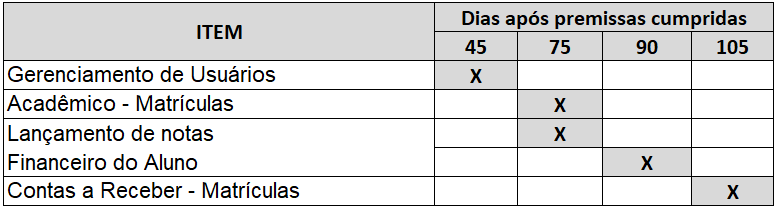 ITEM Dias após premissas cumpridas
45 75 90 105
Gerenciamento de Usuários X
Acadêmico - Matrículas X
Lançamento de notas X
Financeiro do Aluno X
Contas a Receber - Matrículas X